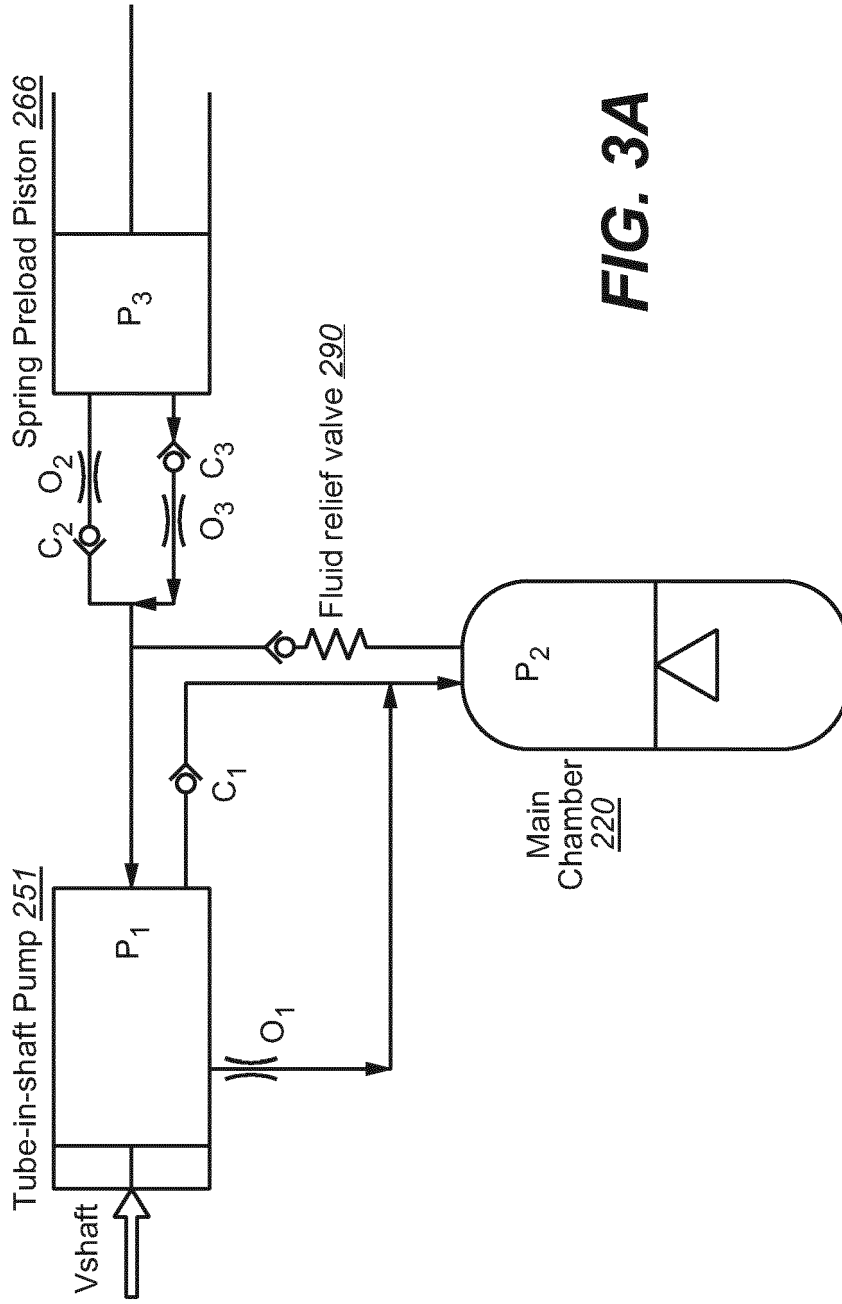 Vshaft
Tube-in-shaft Pump 251
P1
O1
C1
Main
Chamber
220
P2
Fluid relief valve 290
C2
O2
O3
C3
Spring Preload Piston 266
P3
FIG. 3A